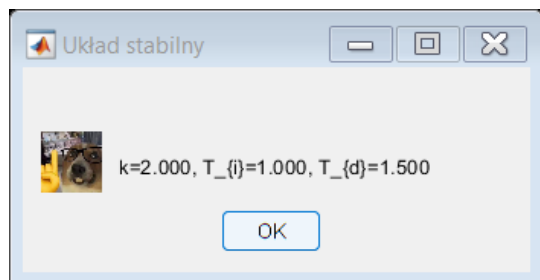 Układ stabilny
k=2.000, T_{i}=1.000, T_{d}=1.500
OK